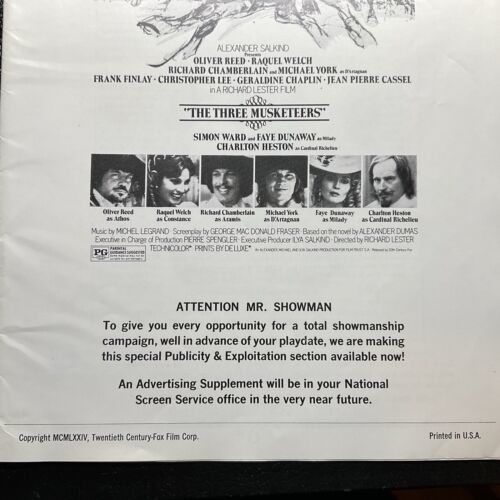 ALEXANDER SALKIND
Presents
OLIVER REED · RAQUEL WELCH
RICHARD CHAMBERLAIN and MICHAEL YORK as D'Artagnan
FRANK FINLAY · CHRISTOPHER LEE · GERALDINE CHAPLIN · JEAN PIERRE CASSEL
in A RICHARD LESTER FILM
"THE THREE MUSKETEERS"
SIMON WARD and FAYE DUNAWAY as Milady
CHARLTON HESTON as Cardinal Richelieu
Oliver Reed as Athos
Raquel Welch as Constance
Richard Chamberlain as Aramis
Michael York as D'Artagnan
Faye Dunaway as Milady
Charlton Heston as Cardinal Richelieu
Music by MICHEL LEGRAND · Screenplay by GEORGE MAC DONALD FRASER · Based on the novel by ALEXANDER DUMAS
Executive in Charge of Production PIERRE SPENGLER · Executive Producer ILYA SALKIND · Directed by RICHARD LESTER
PG PARENTAL GUIDANCE SUGGESTED
TECHNICOLOR® PRINTS BY DE LUXE®
ATTENTION MR. SHOWMAN
To give you every opportunity for a total showmanship
campaign, well in advance of your playdate, we are making
this special Publicity & Exploitation section available now!
An Advertising Supplement will be in your National
Screen Service office in the very near future.
Copyright MCMLXXIV, Twentieth Century-Fox Film Corp.
Printed in U.S.A.